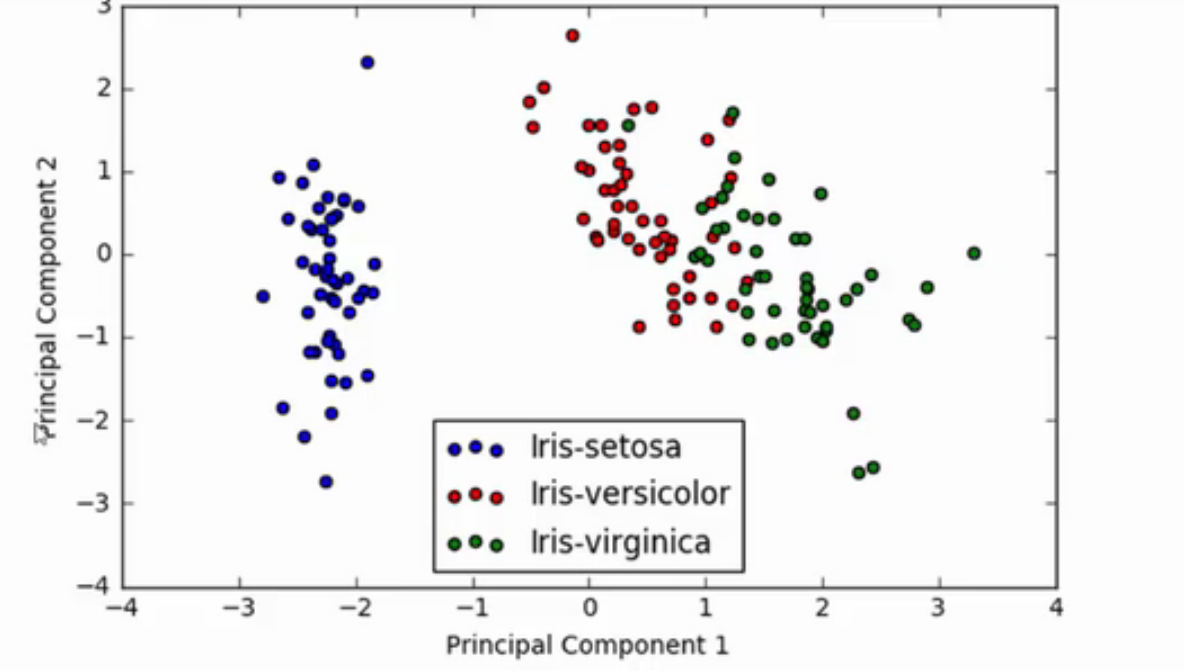 3
2
1
0
−1
−2
−3
−4
Principal Component 2
Iris-setosa
Iris-versicolor
Iris-virginica
−4 −3 −2 −1 0 1 2 3 4
Principal Component 1